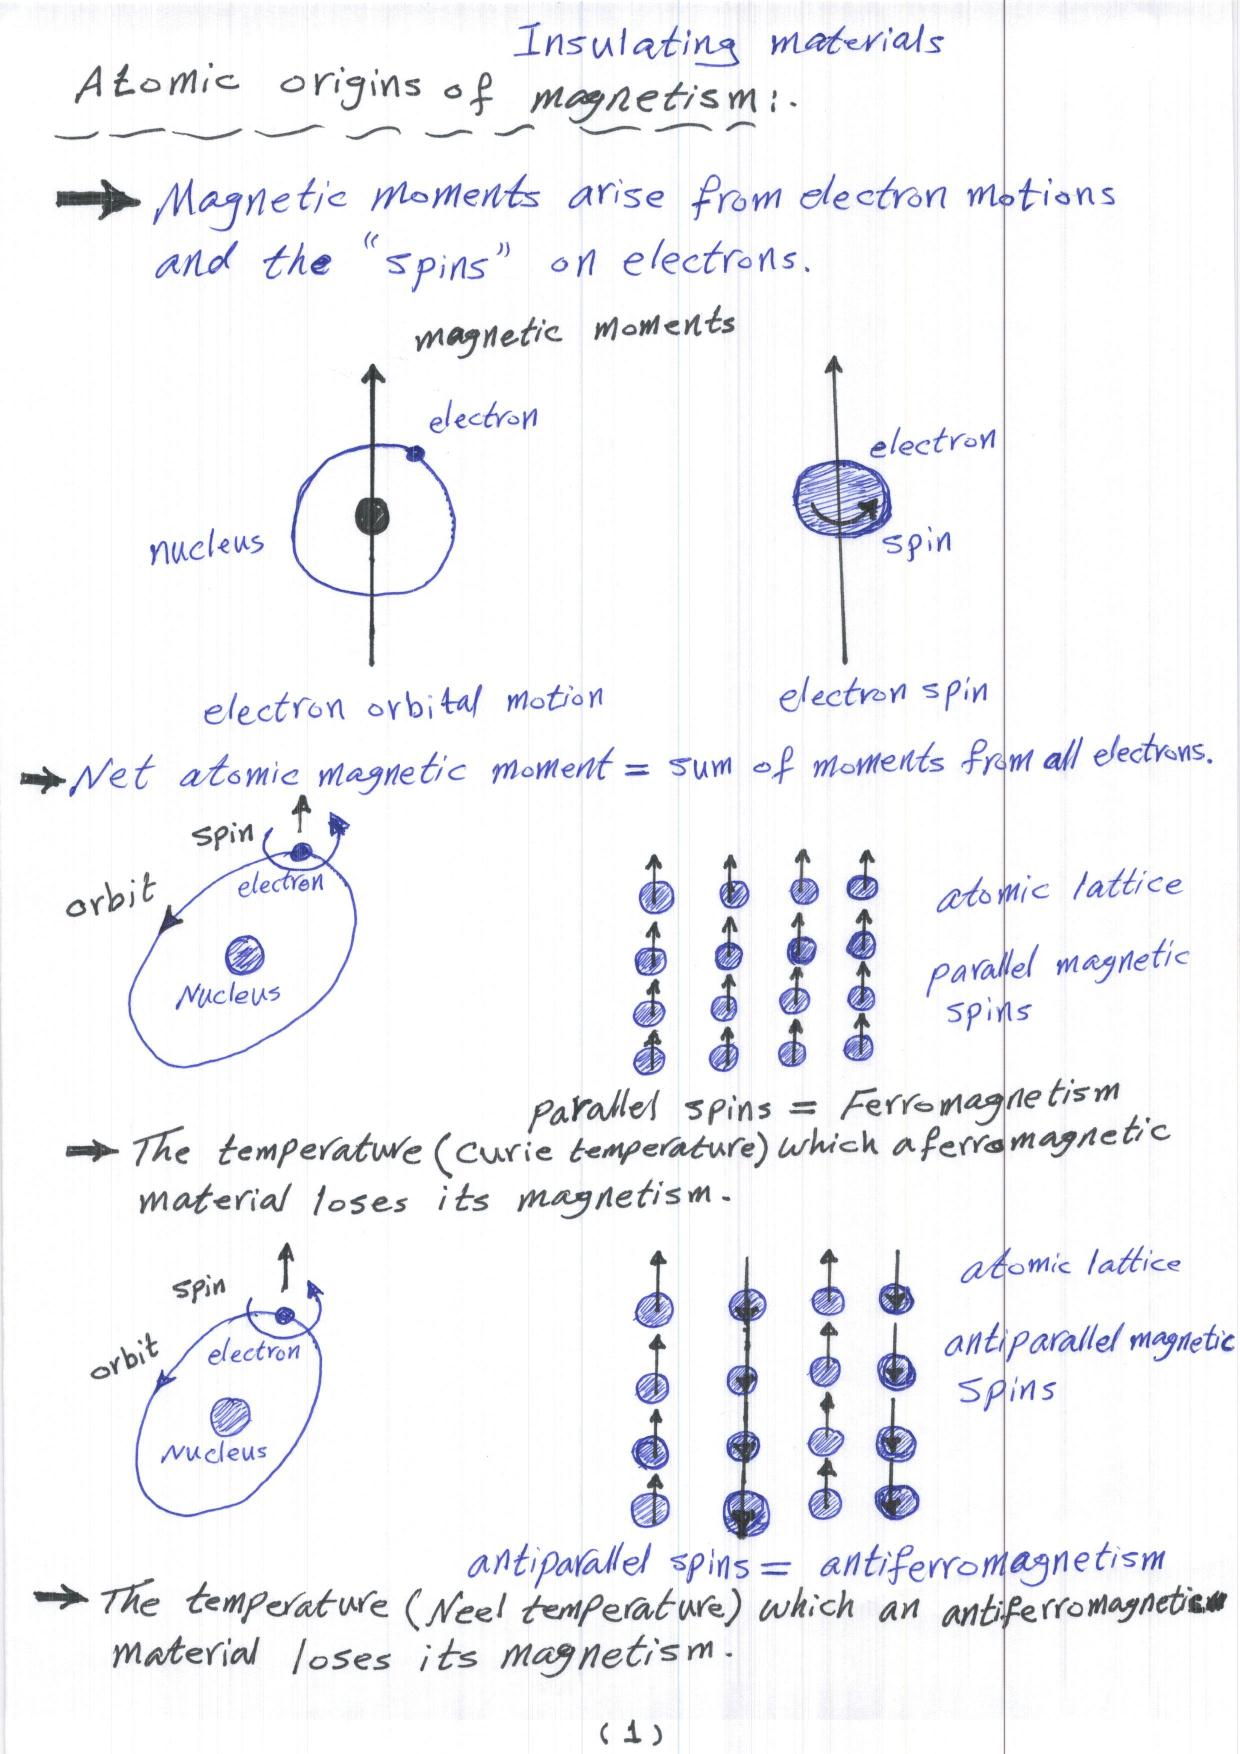 Insulating materials
Atomic origins of magnetism:.
Magnetic moments arise from electron motions
and the "spins" on electrons.
magnetic moments
electron
nucleus
electron
spin
electron orbital motion
electron spin
Net atomic magnetic moment = sum of moments from all electrons.
spin
electron
orbit
Nucleus
atomic lattice
parallel magnetic
spins
parallel spins = Ferromagnetism
The temperature (curie temperature) which a ferromagnetic
material loses its magnetism.
spin
electron
orbit
Nucleus
atomic lattice
antiparallel magnetic
spins
antiparallel spins = antiferromagnetism
The temperature (Neel temperature) which an antiferromagnetic
material loses its magnetism.
(1)